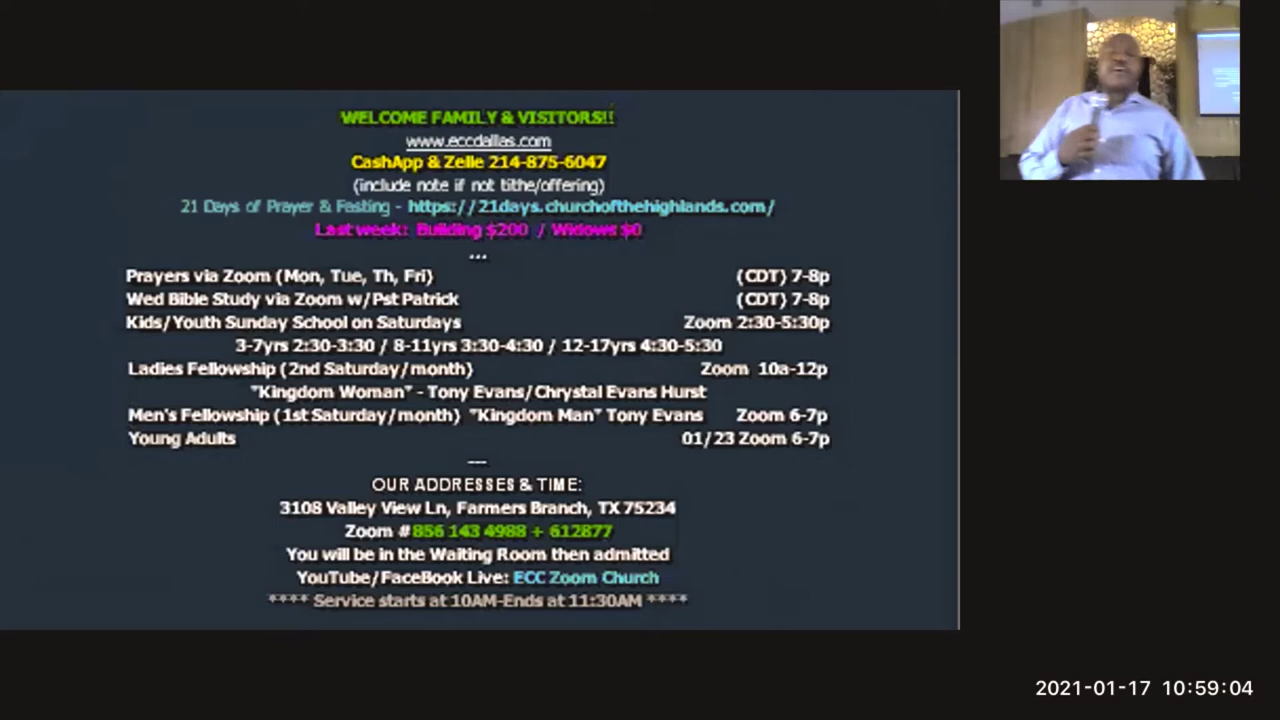 WELCOME FAMILY & VISITORS!!
www.eccdallas.com
CashApp & Zelle 214-875-6047
(include note if not tithe/offering)
21 Days of Prayer & Fasting - https://21days.churchofthehighlands.com/
Last week: Building $200 / Widows $0
...
Prayers via Zoom (Mon, Tue, Th, Fri) (CDT) 7-8p
Wed Bible Study via Zoom w/Pst Patrick (CDT) 7-8p
Kids/Youth Sunday School on Saturdays Zoom 2:30-5:30p
3-7yrs 2:30-3:30 / 8-11yrs 3:30-4:30 / 12-17yrs 4:30-5:30
Ladies Fellowship (2nd Saturday/month) Zoom 10a-12p
"Kingdom Woman" - Tony Evans/Chrystal Evans Hurst
Men's Fellowship (1st Saturday/month) "Kingdom Man" Tony Evans Zoom 6-7p
Young Adults 01/23 Zoom 6-7p
---
OUR ADDRESSES & TIME:
3108 Valley View Ln, Farmers Branch, TX 75234
Zoom #856 143 4988 + 612877
You will be in the Waiting Room then admitted
YouTube/FaceBook Live: ECC Zoom Church
**** Service starts at 10AM-Ends at 11:30AM ****
2021-01-17 10:59:04